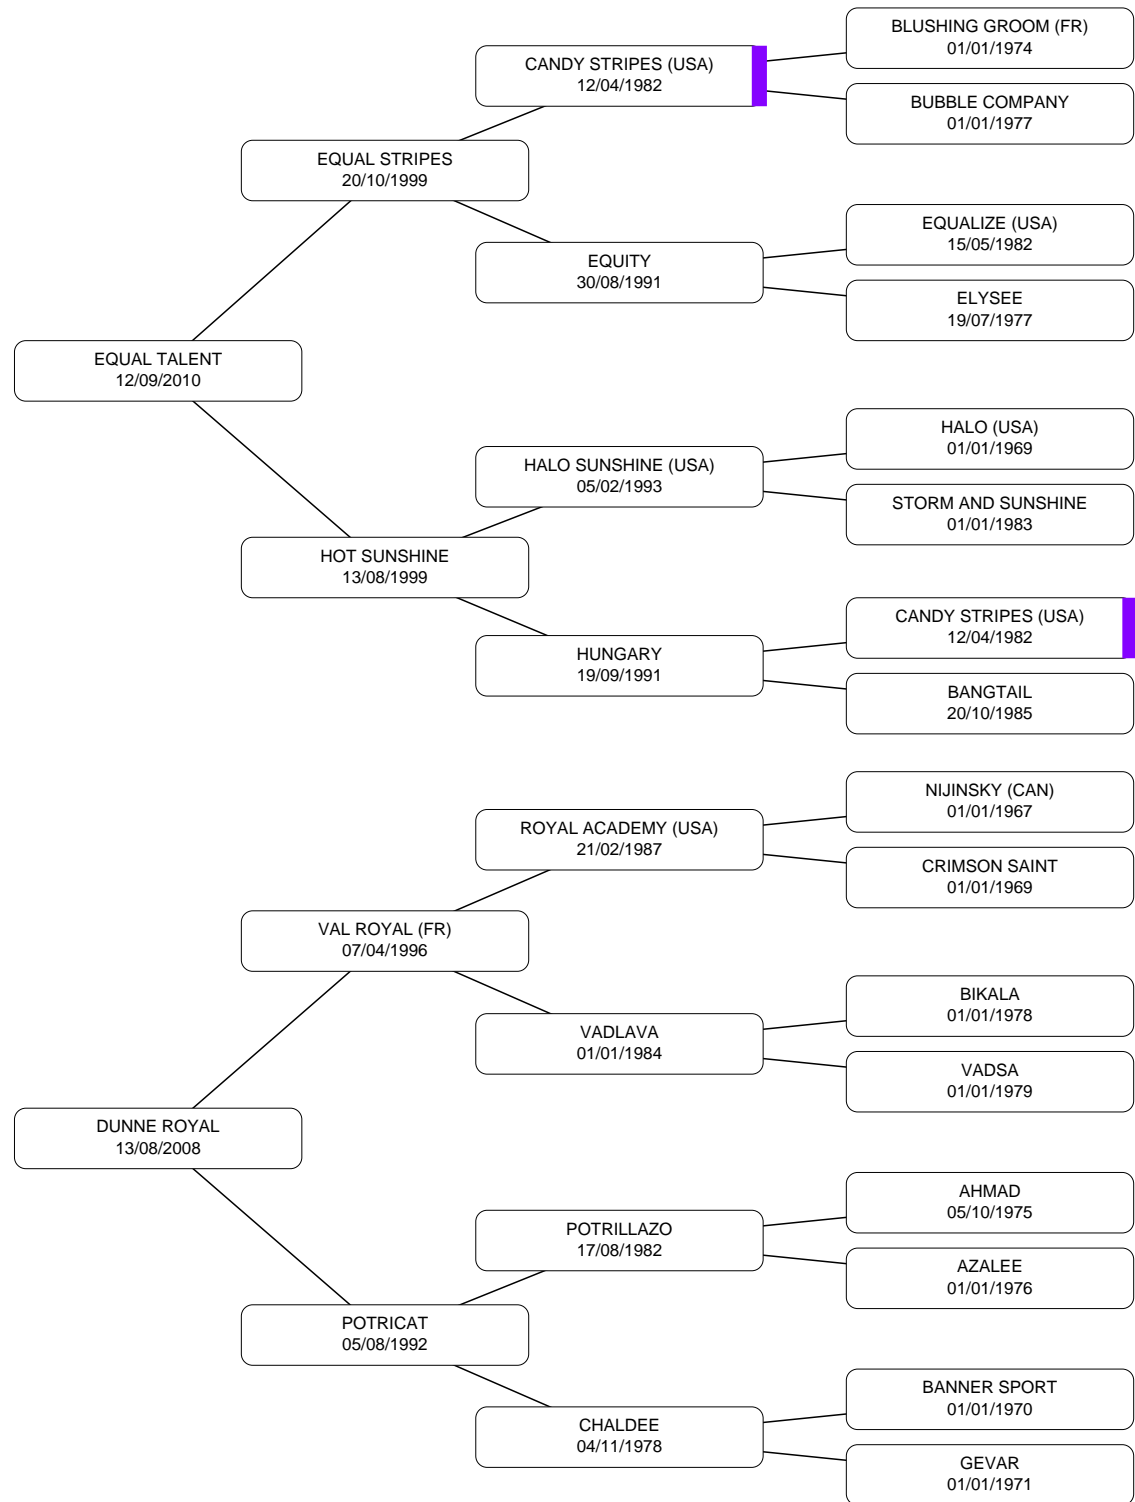 BLUSHING GROOM (FR)
01/01/1974
CANDY STRIPES (USA)
12/04/1982
BUBBLE COMPANY
01/01/1977
EQUAL STRIPES
20/10/1999
EQUALIZE (USA)
15/05/1982
EQUITY
30/08/1991
ELYSEE
19/07/1977
EQUAL TALENT
12/09/2010
HALO (USA)
01/01/1969
HALO SUNSHINE (USA)
05/02/1993
STORM AND SUNSHINE
01/01/1983
HOT SUNSHINE
13/08/1999
CANDY STRIPES (USA)
12/04/1982
HUNGARY
19/09/1991
BANGTAIL
20/10/1985
NIJINSKY (CAN)
01/01/1967
ROYAL ACADEMY (USA)
21/02/1987
CRIMSON SAINT
01/01/1969
VAL ROYAL (FR)
07/04/1996
BIKALA
01/01/1978
VADLAVA
01/01/1984
VADSA
01/01/1979
DUNNE ROYAL
13/08/2008
AHMAD
05/10/1975
POTRILLAZO
17/08/1982
AZALEE
01/01/1976
POTRICAT
05/08/1992
BANNER SPORT
01/01/1970
CHALDEE
04/11/1978
GEVAR
01/01/1971